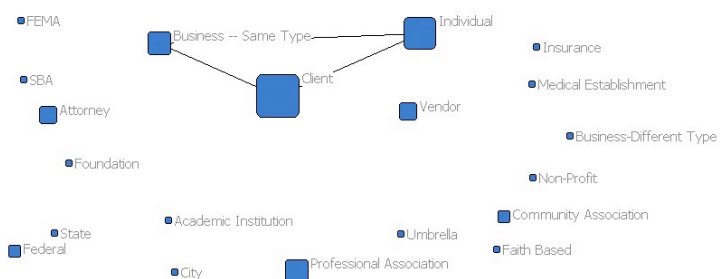 FEMA
Individual
Business -- Same Type
Insurance
SBA
Client
Medical Establishment
Attorney
Vendor
Business-Different Type
Foundation
Non-Profit
Academic Institution
Community Association
State
Umbrella
Federal
Faith Based
City
Professional Association